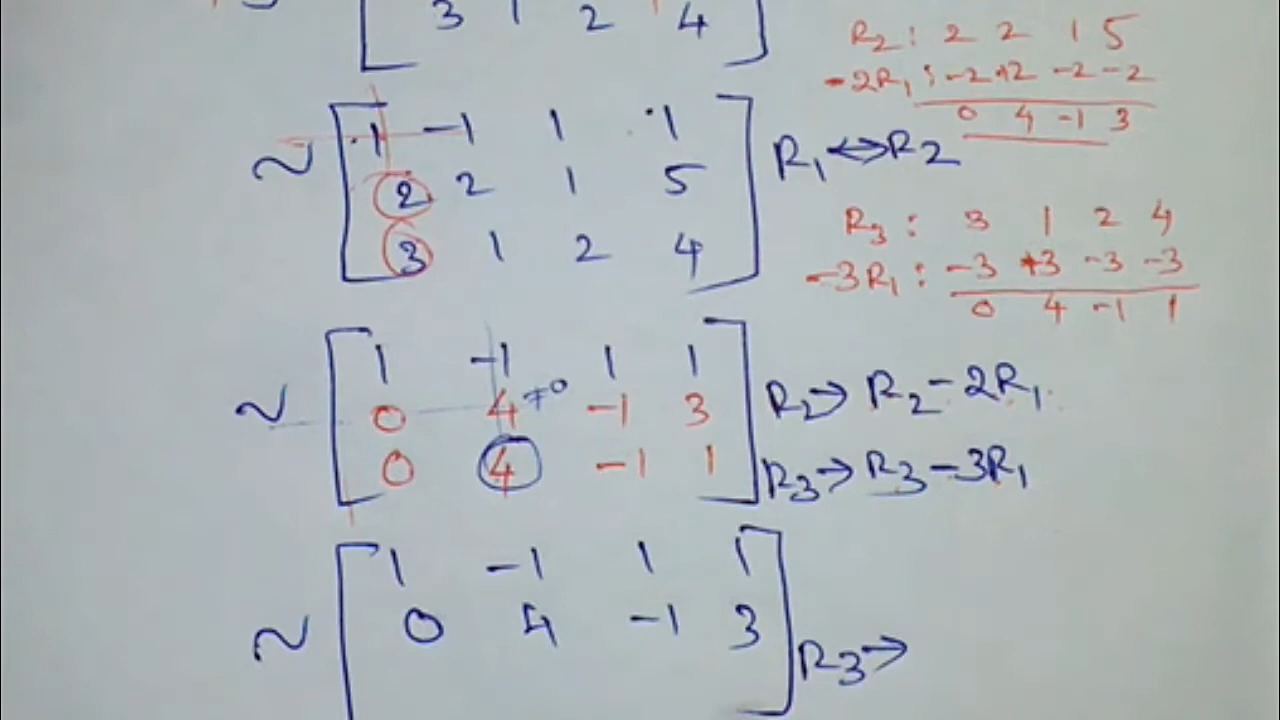 3 1 2 4
R2 : 2 2 1 5
-2R1 : -2 +2 -2 -2
0 4 -1 3
~ 1 -1 1 1 R1 ↔ R2
2 2 1 5
3 1 2 4
R3 : 3 1 2 4
-3R1 : -3 +3 -3 -3
0 4 -1 1
~ 1 -1 1 1
0 4 ≠0 -1 3 R2 → R2 - 2R1
0 4 -1 1 R3 → R3 - 3R1
~ 1 -1 1 1
0 4 -1 3
R3 →